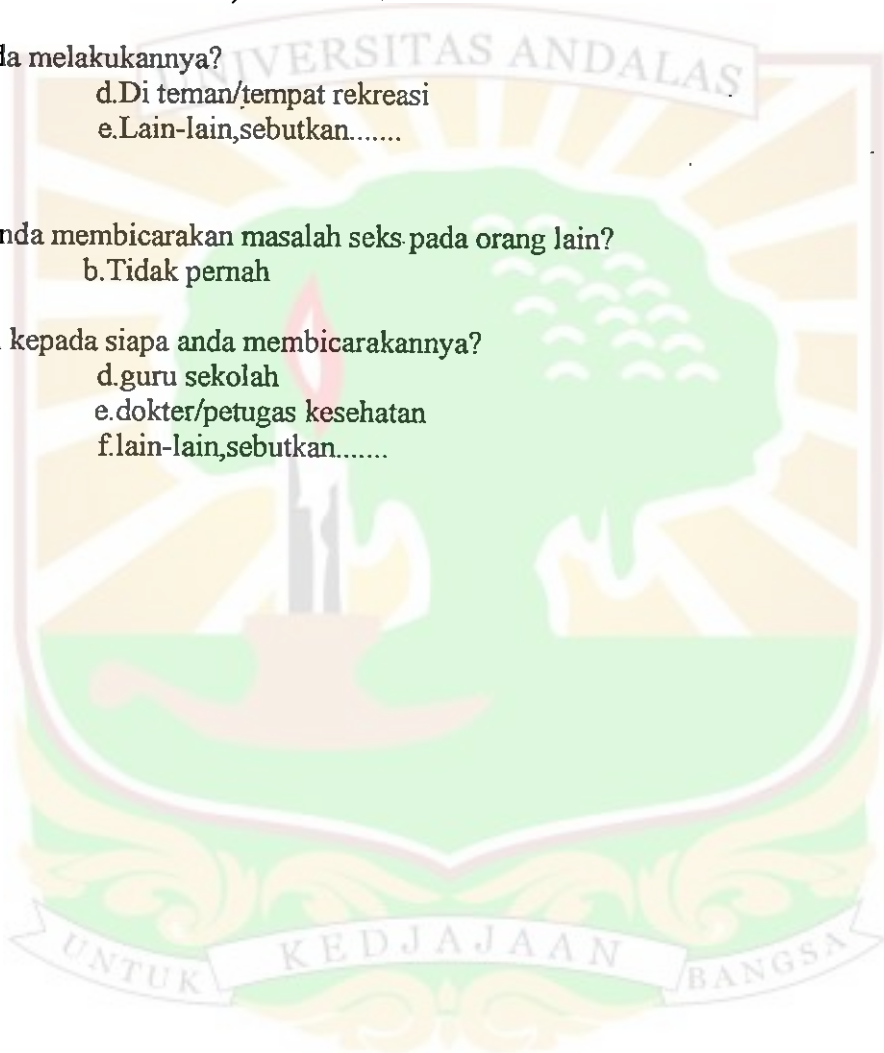 UNIVERSITAS ANDALAS
da melakukannya?
d.Di teman/tempat rekreasi
e.Lain-lain,sebutkan.......
nda membicarakan masalah seks pada orang lain?
b.Tidak pernah
kepada siapa anda membicarakannya?
d.guru sekolah
e.dokter/petugas kesehatan
f.lain-lain,sebutkan.......
UNTUK KEDJAJAAN BANGSA